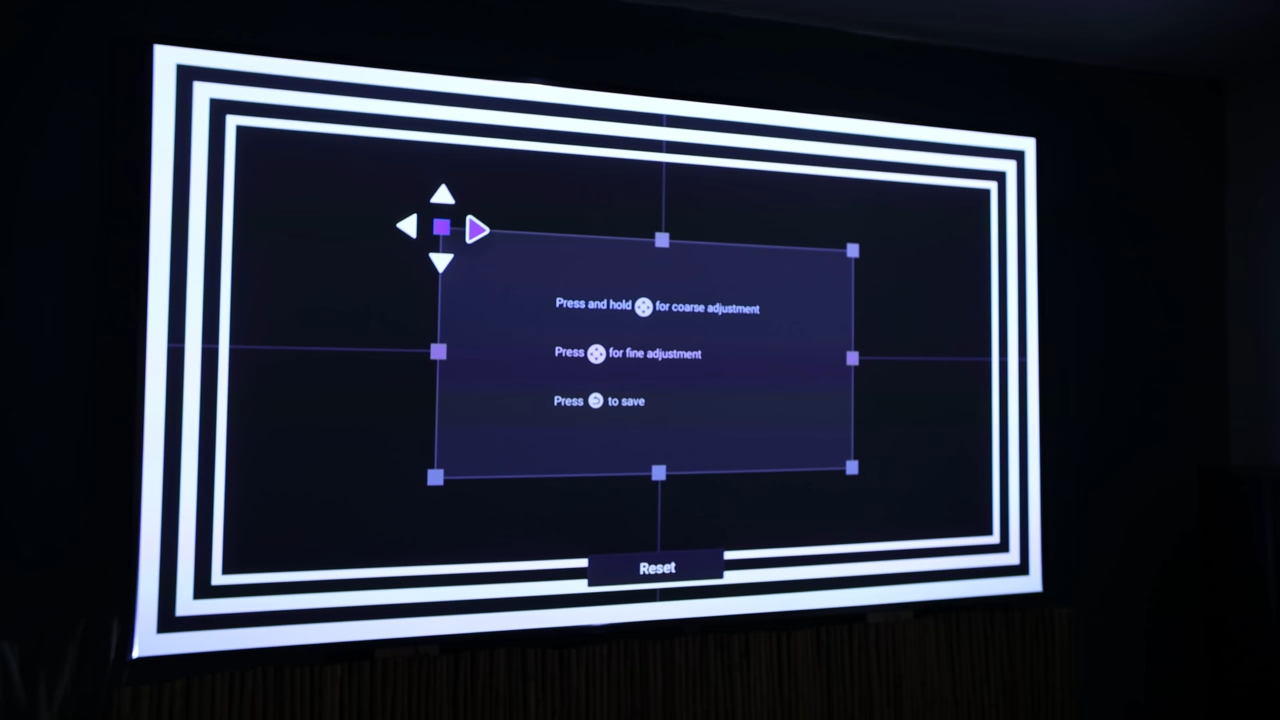 Press and hold for coarse adjustment
Press for fine adjustment
Press to save
Reset